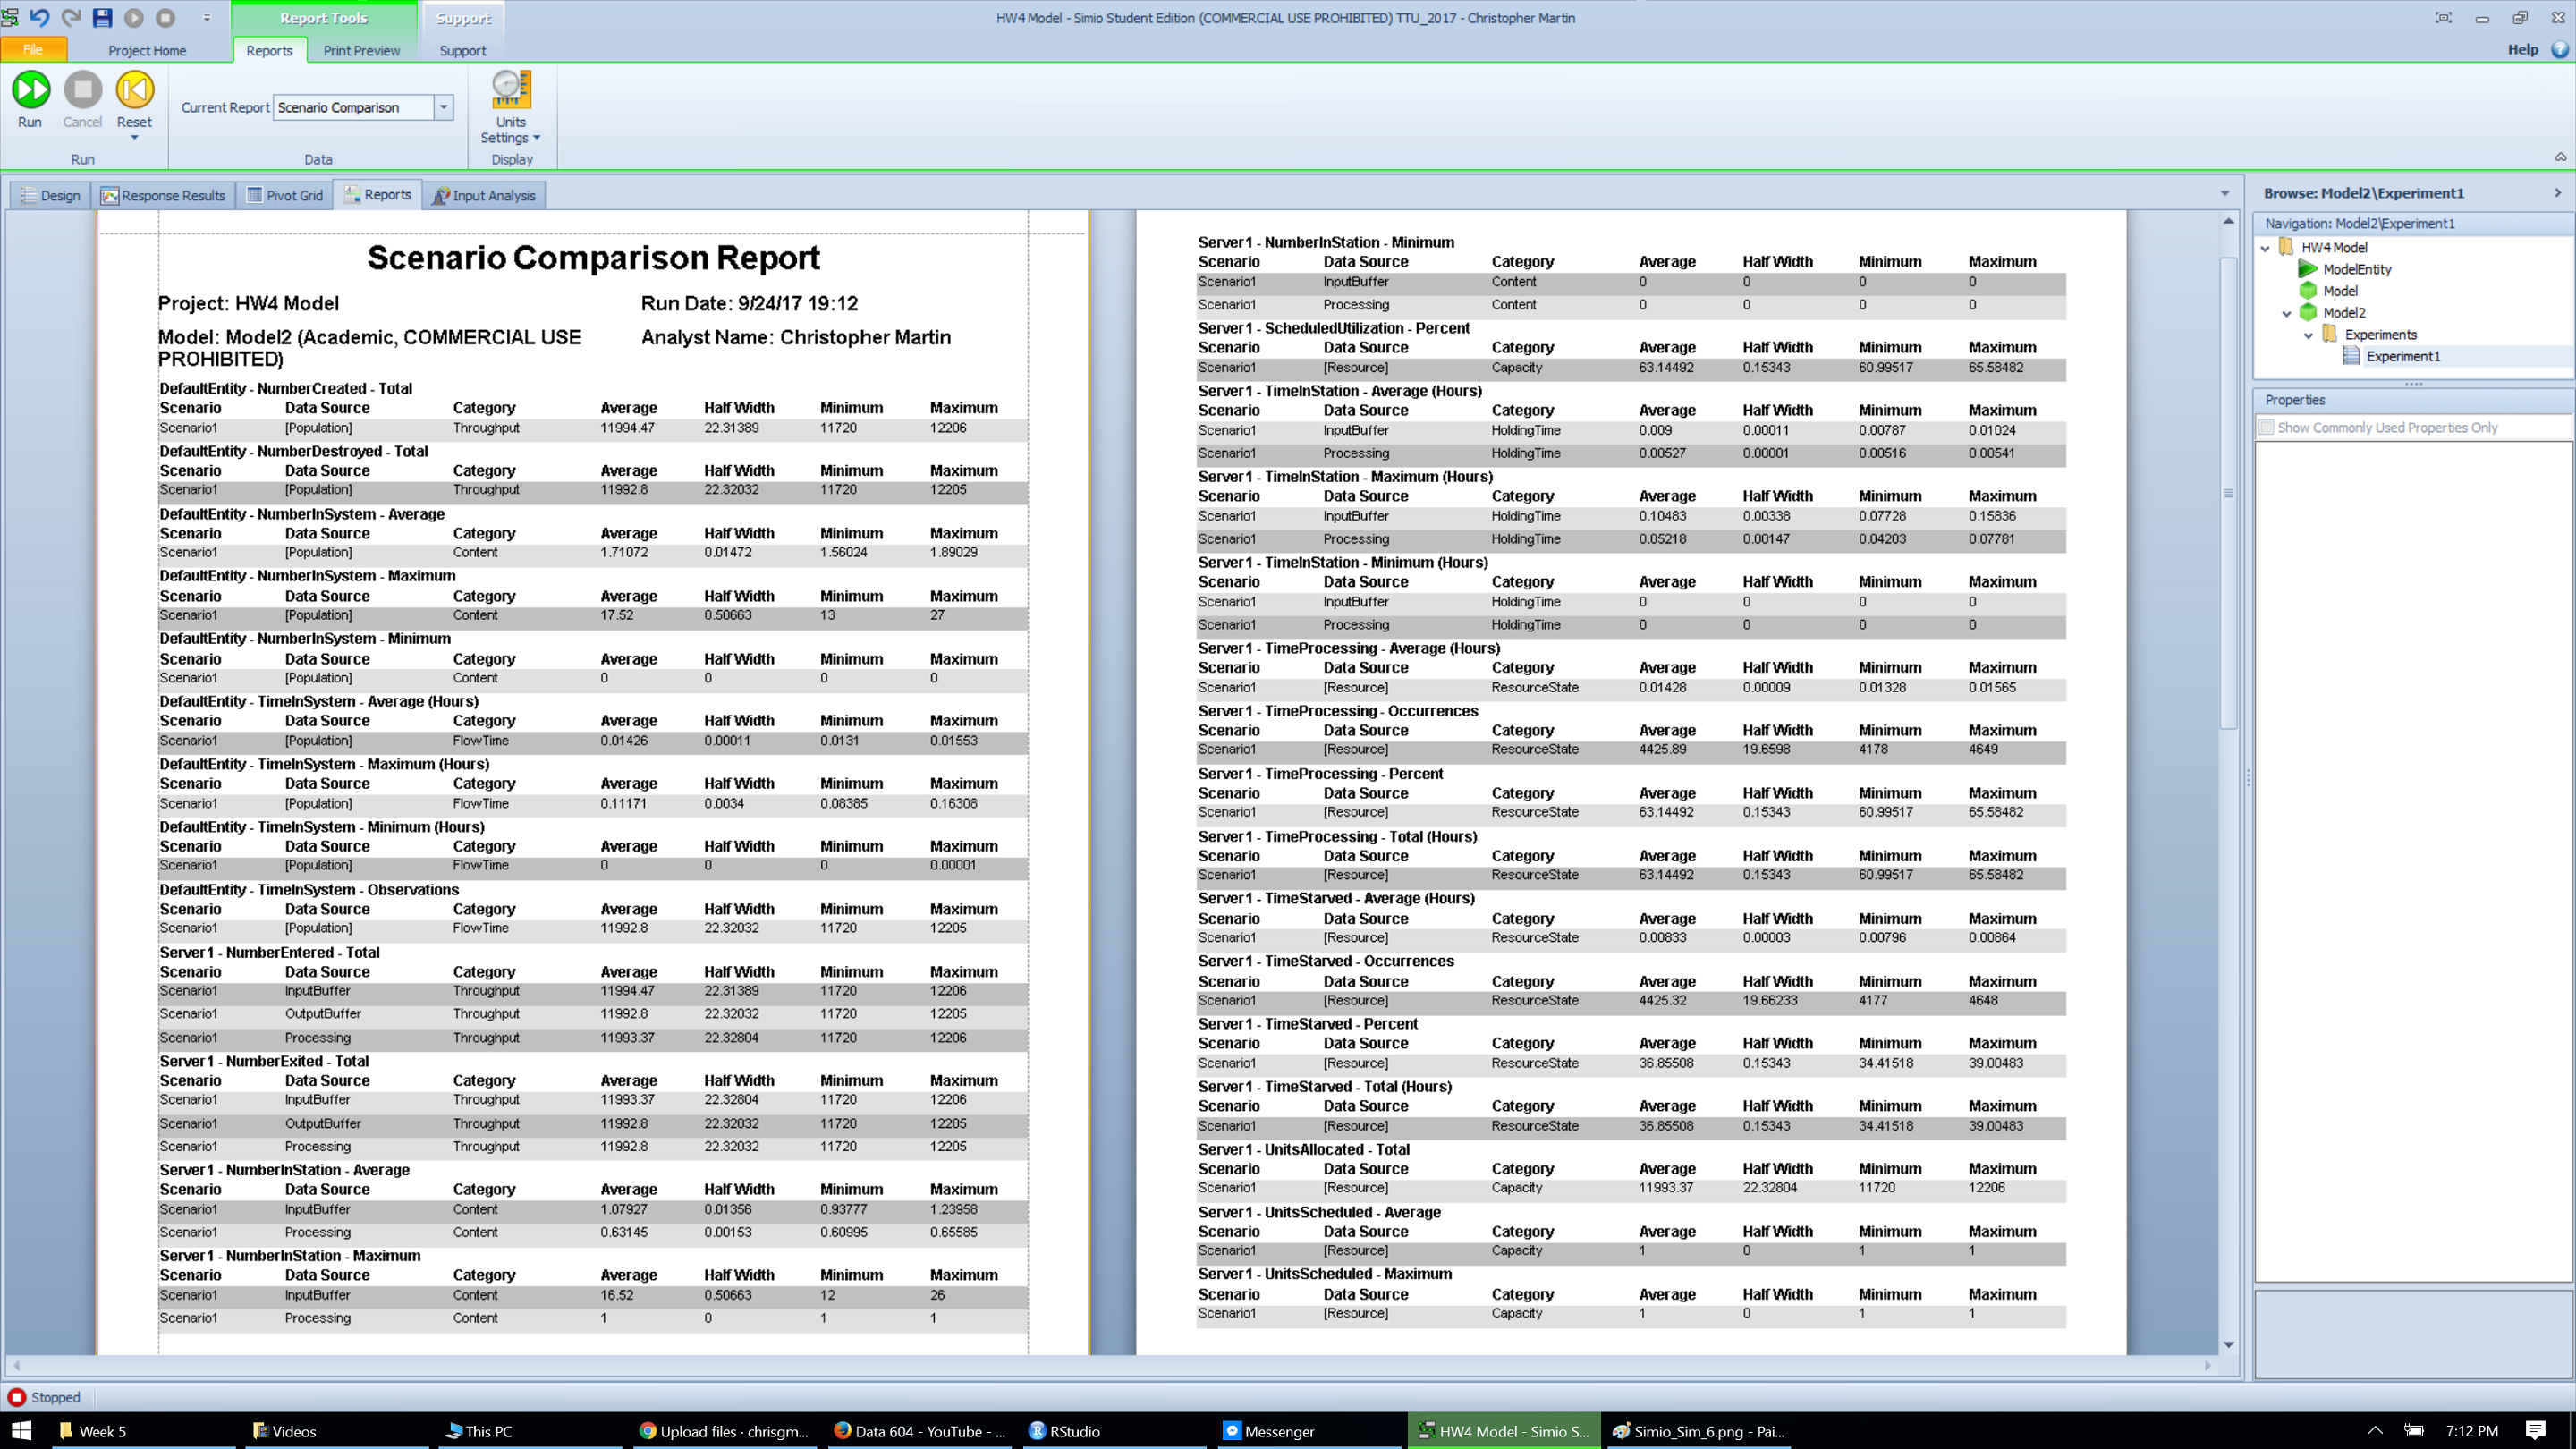 Report Tools
Support
HW4 Model - Simio Student Edition (COMMERCIAL USE PROHIBITED) TTU_2017 - Christopher Martin
File
Project Home
Reports
Print Preview
Support
Help
Run
Cancel
Reset
Current Report
Scenario Comparison
Units
Settings
Run
Data
Display
Design
Response Results
Pivot Grid
Reports
Input Analysis
Scenario Comparison Report
Project: HW4 Model Run Date: 9/24/17 19:12
Model: Model2 (Academic, COMMERCIAL USE Analyst Name: Christopher Martin
PROHIBITED)
DefaultEntity - NumberCreated - Total
Scenario Data Source Category Average Half Width Minimum Maximum
Scenario1 [Population] Throughput 11994.47 22.31389 11720 12206
DefaultEntity - NumberDestroyed - Total
Scenario Data Source Category Average Half Width Minimum Maximum
Scenario1 [Population] Throughput 11992.8 22.32032 11720 12205
DefaultEntity - NumberInSystem - Average
Scenario Data Source Category Average Half Width Minimum Maximum
Scenario1 [Population] Content 1.71072 0.01472 1.56024 1.89029
DefaultEntity - NumberInSystem - Maximum
Scenario Data Source Category Average Half Width Minimum Maximum
Scenario1 [Population] Content 17.52 0.50663 13 27
DefaultEntity - NumberInSystem - Minimum
Scenario Data Source Category Average Half Width Minimum Maximum
Scenario1 [Population] Content 0 0 0 0
DefaultEntity - TimeInSystem - Average (Hours)
Scenario Data Source Category Average Half Width Minimum Maximum
Scenario1 [Population] FlowTime 0.01426 0.00011 0.0131 0.01553
DefaultEntity - TimeInSystem - Maximum (Hours)
Scenario Data Source Category Average Half Width Minimum Maximum
Scenario1 [Population] FlowTime 0.11171 0.0034 0.08385 0.16308
DefaultEntity - TimeInSystem - Minimum (Hours)
Scenario Data Source Category Average Half Width Minimum Maximum
Scenario1 [Population] FlowTime 0 0 0 0.00001
DefaultEntity - TimeInSystem - Observations
Scenario Data Source Category Average Half Width Minimum Maximum
Scenario1 [Population] FlowTime 11992.8 22.32032 11720 12205
Server1 - NumberEntered - Total
Scenario Data Source Category Average Half Width Minimum Maximum
Scenario1 InputBuffer Throughput 11994.47 22.31389 11720 12206
Scenario1 OutputBuffer Throughput 11992.8 22.32032 11720 12205
Scenario1 Processing Throughput 11993.37 22.32804 11720 12206
Server1 - NumberExited - Total
Scenario Data Source Category Average Half Width Minimum Maximum
Scenario1 InputBuffer Throughput 11993.37 22.32804 11720 12206
Scenario1 OutputBuffer Throughput 11992.8 22.32032 11720 12205
Scenario1 Processing Throughput 11992.8 22.32032 11720 12205
Server1 - NumberInStation - Average
Scenario Data Source Category Average Half Width Minimum Maximum
Scenario1 InputBuffer Content 1.07927 0.01356 0.93777 1.23958
Scenario1 Processing Content 0.63145 0.00153 0.60995 0.65585
Server1 - NumberInStation - Maximum
Scenario Data Source Category Average Half Width Minimum Maximum
Scenario1 InputBuffer Content 16.52 0.50663 12 26
Scenario1 Processing Content 1 0 1 1
Server1 - NumberInStation - Minimum
Scenario Data Source Category Average Half Width Minimum Maximum
Scenario1 InputBuffer Content 0 0 0 0
Scenario1 Processing Content 0 0 0 0
Server1 - ScheduledUtilization - Percent
Scenario Data Source Category Average Half Width Minimum Maximum
Scenario1 [Resource] Capacity 63.14492 0.15343 60.99517 65.58482
Server1 - TimeInStation - Average (Hours)
Scenario Data Source Category Average Half Width Minimum Maximum
Scenario1 InputBuffer HoldingTime 0.009 0.00011 0.00787 0.01024
Scenario1 Processing HoldingTime 0.00527 0.00001 0.00516 0.00541
Server1 - TimeInStation - Maximum (Hours)
Scenario Data Source Category Average Half Width Minimum Maximum
Scenario1 InputBuffer HoldingTime 0.10483 0.00338 0.07728 0.15836
Scenario1 Processing HoldingTime 0.05218 0.00147 0.04203 0.07781
Server1 - TimeInStation - Minimum (Hours)
Scenario Data Source Category Average Half Width Minimum Maximum
Scenario1 InputBuffer HoldingTime 0 0 0 0
Scenario1 Processing HoldingTime 0 0 0 0
Server1 - TimeProcessing - Average (Hours)
Scenario Data Source Category Average Half Width Minimum Maximum
Scenario1 [Resource] ResourceState 0.01428 0.00009 0.01328 0.01565
Server1 - TimeProcessing - Occurrences
Scenario Data Source Category Average Half Width Minimum Maximum
Scenario1 [Resource] ResourceState 4425.89 19.6598 4178 4649
Server1 - TimeProcessing - Percent
Scenario Data Source Category Average Half Width Minimum Maximum
Scenario1 [Resource] ResourceState 63.14492 0.15343 60.99517 65.58482
Server1 - TimeProcessing - Total (Hours)
Scenario Data Source Category Average Half Width Minimum Maximum
Scenario1 [Resource] ResourceState 63.14492 0.15343 60.99517 65.58482
Server1 - TimeStarved - Average (Hours)
Scenario Data Source Category Average Half Width Minimum Maximum
Scenario1 [Resource] ResourceState 0.00833 0.00003 0.00796 0.00864
Server1 - TimeStarved - Occurrences
Scenario Data Source Category Average Half Width Minimum Maximum
Scenario1 [Resource] ResourceState 4425.32 19.66233 4177 4648
Server1 - TimeStarved - Percent
Scenario Data Source Category Average Half Width Minimum Maximum
Scenario1 [Resource] ResourceState 36.85508 0.15343 34.41518 39.00483
Server1 - TimeStarved - Total (Hours)
Scenario Data Source Category Average Half Width Minimum Maximum
Scenario1 [Resource] ResourceState 36.85508 0.15343 34.41518 39.00483
Server1 - UnitsAllocated - Total
Scenario Data Source Category Average Half Width Minimum Maximum
Scenario1 [Resource] Capacity 11993.37 22.32804 11720 12206
Server1 - UnitsScheduled - Average
Scenario Data Source Category Average Half Width Minimum Maximum
Scenario1 [Resource] Capacity 1 0 1 1
Server1 - UnitsScheduled - Maximum
Scenario Data Source Category Average Half Width Minimum Maximum
Scenario1 [Resource] Capacity 1 0 1 1
Browse: Model2\Experiment1
Navigation: Model2\Experiment1
HW4 Model
ModelEntity
Model
Model2
Experiments
Experiment1
Properties
Show Commonly Used Properties Only
Stopped
Week 5
Videos
This PC
Upload files · chrisgm...
Data 604 - YouTube - ...
RStudio
Messenger
HW4 Model - Simio S...
Simio_Sim_6.png - Pai...
7:12 PM